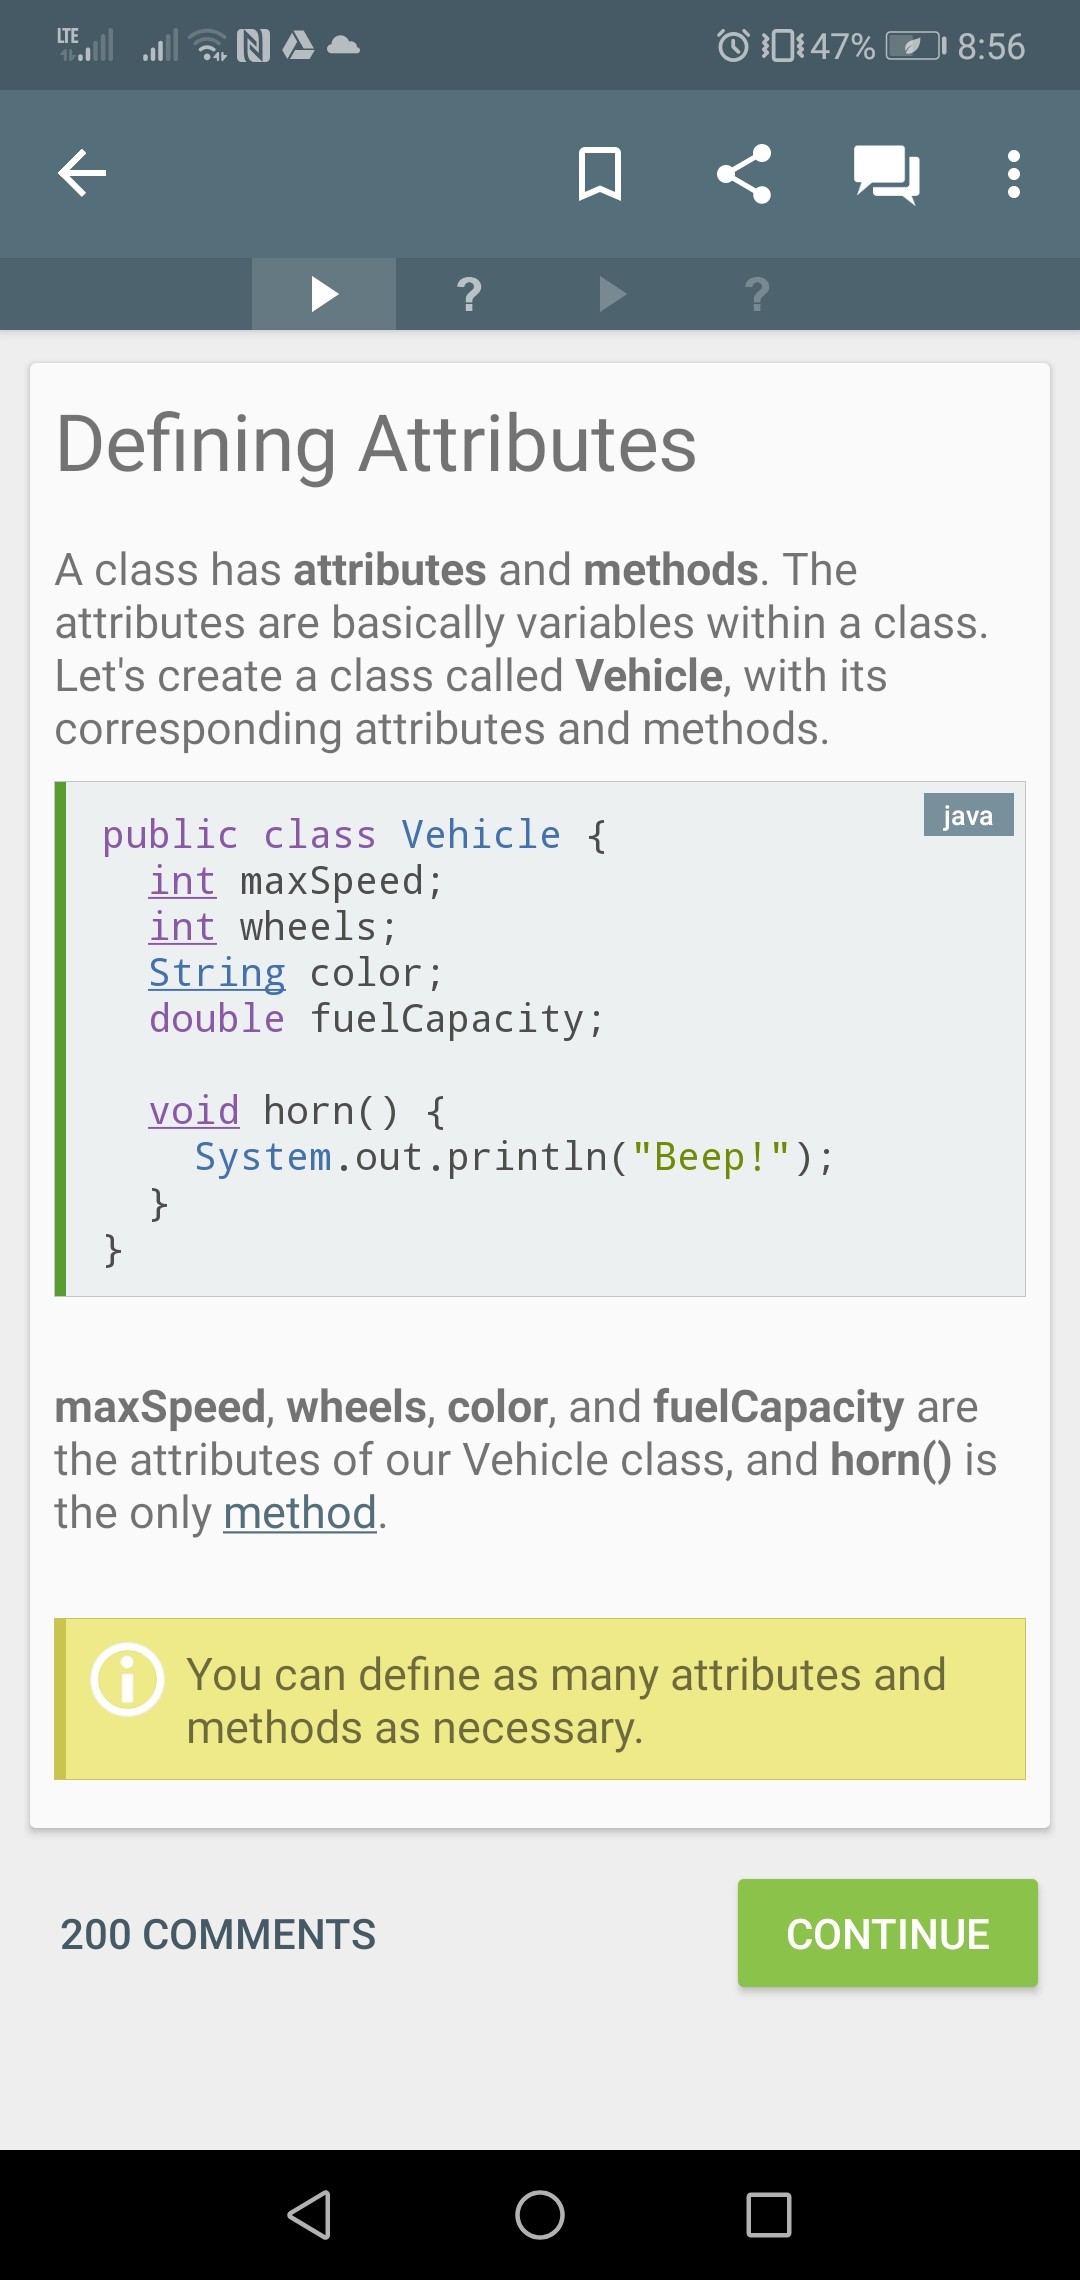 LTE 47% 8:56
? ?
Defining Attributes
A class has attributes and methods. The
attributes are basically variables within a class.
Let's create a class called Vehicle, with its
corresponding attributes and methods.
java
public class Vehicle {
  int maxSpeed;
  int wheels;
  String color;
  double fuelCapacity;
  void horn() {
    System.out.println("Beep!");
  }
}
maxSpeed, wheels, color, and fuelCapacity are
the attributes of our Vehicle class, and horn() is
the only method.
You can define as many attributes and
methods as necessary.
200 COMMENTS
CONTINUE